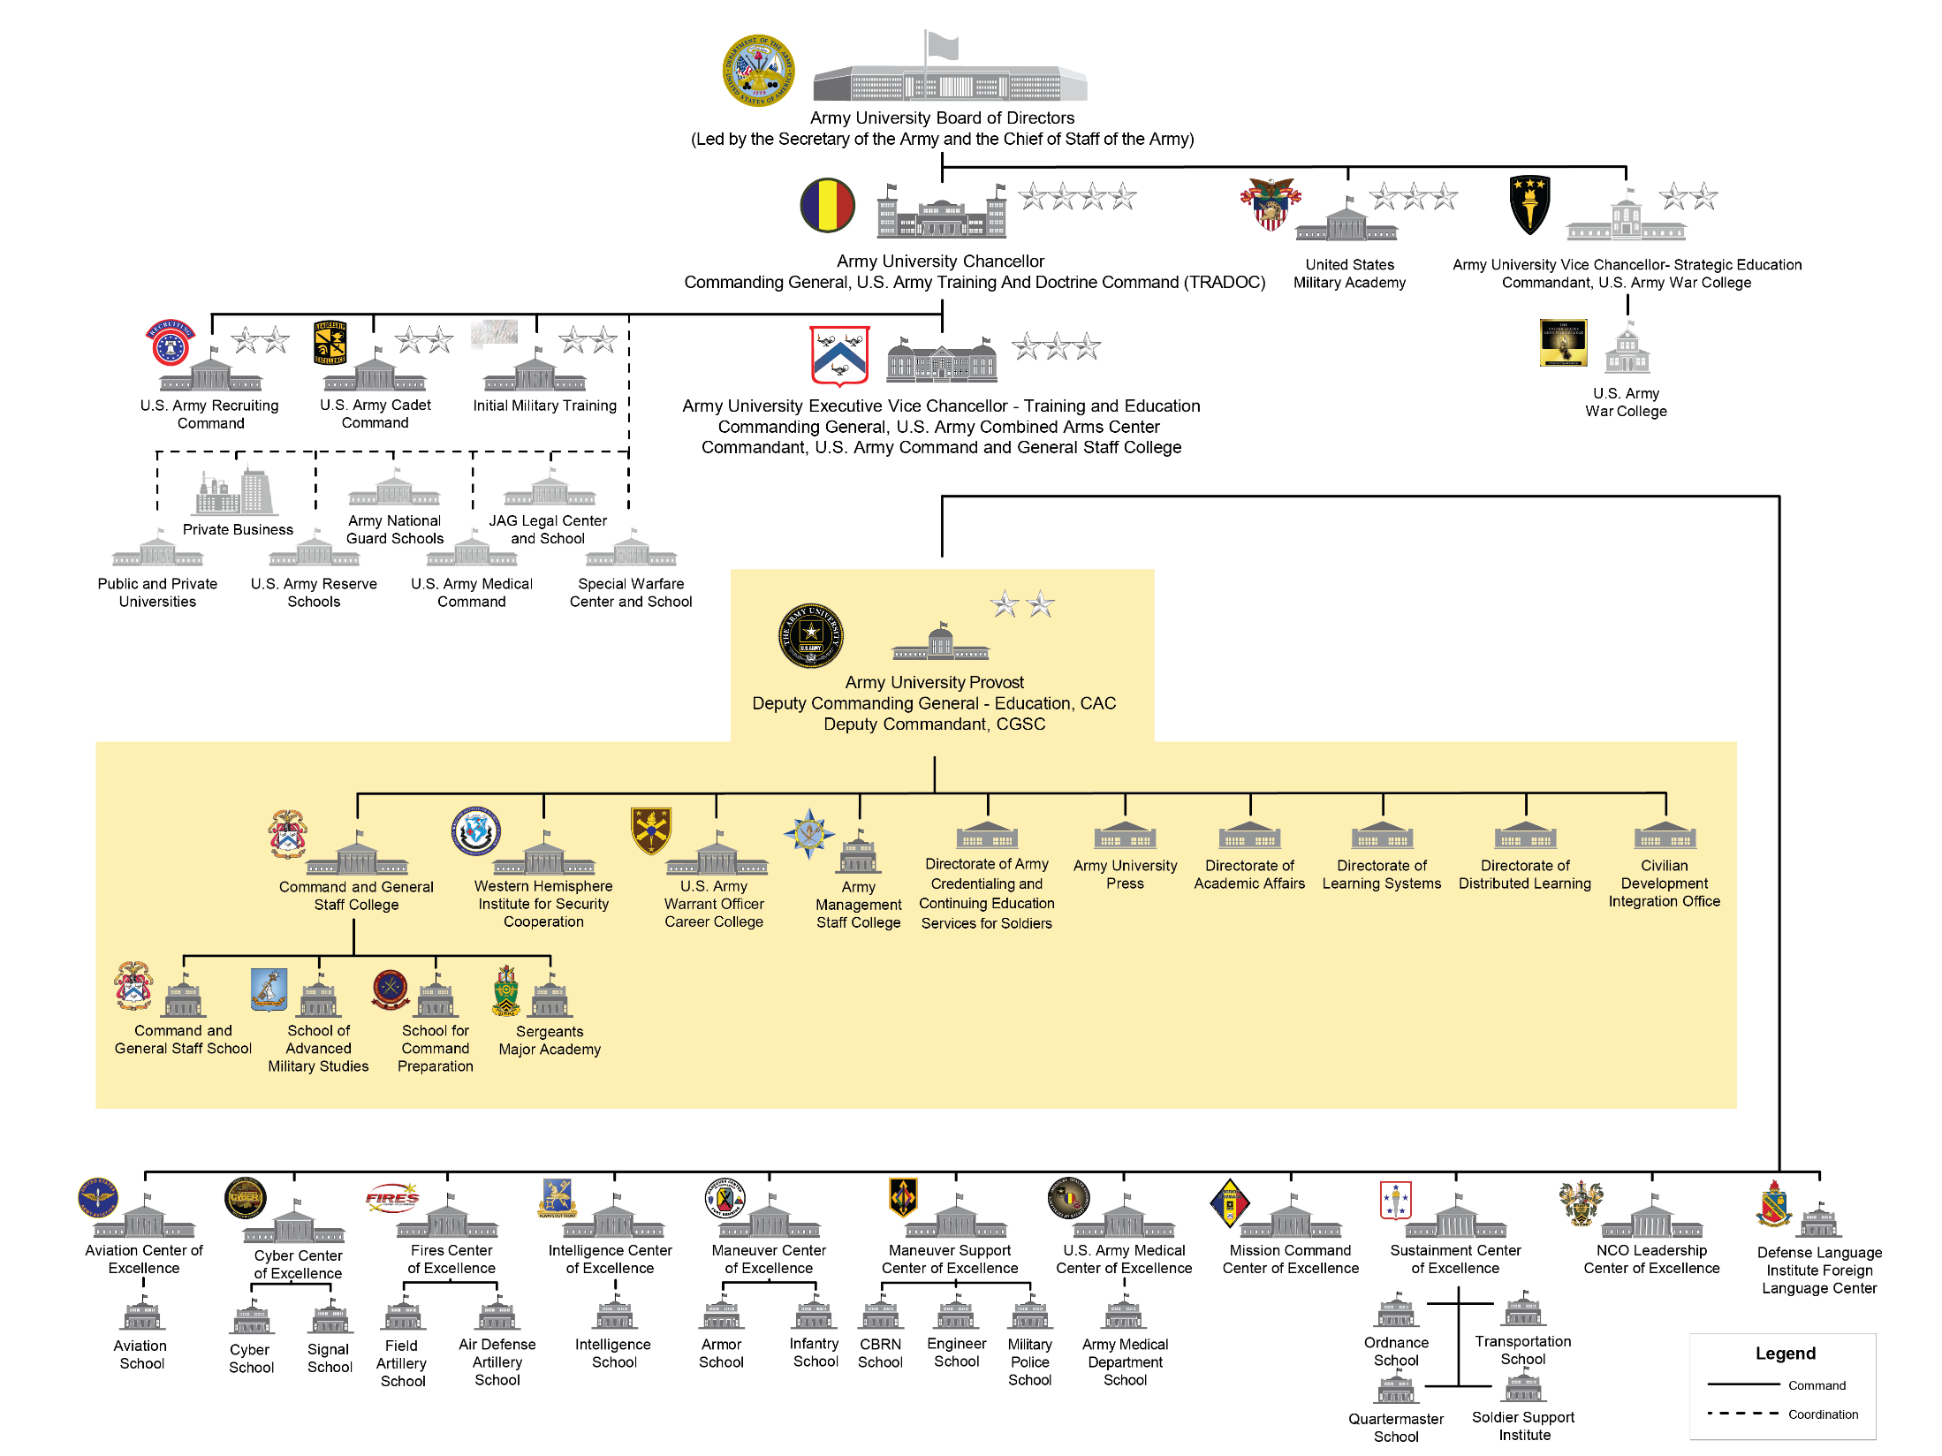 Army University Board of Directors
(Led by the Secretary of the Army and the Chief of Staff of the Army)
Army University Chancellor
Commanding General, U.S. Army Training And Doctrine Command (TRADOC)
United States
Military Academy
Army University Vice Chancellor- Strategic Education
Commandant, U.S. Army War College
U.S. Army
War College
RECRUITING
U.S. Army Recruiting
Command
U.S. Army Cadet
Command
Initial Military Training
Army University Executive Vice Chancellor - Training and Education
Commanding General, U.S. Army Combined Arms Center
Commandant, U.S. Army Command and General Staff College
Private Business
Army National
Guard Schools
JAG Legal Center
and School
Public and Private
Universities
U.S. Army Reserve
Schools
U.S. Army Medical
Command
Special Warfare
Center and School
THE ARMY UNIVERSITY
U.S. ARMY
Army University Provost
Deputy Commanding General - Education, CAC
Deputy Commandant, CGSC
Command and General
Staff College
Western Hemisphere
Institute for Security
Cooperation
U.S. Army
Warrant Officer
Career College
Army
Management
Staff College
Directorate of Army
Credentialing and
Continuing Education
Services for Soldiers
Army University
Press
Directorate of
Academic Affairs
Directorate of
Learning Systems
Directorate of
Distributed Learning
Civilian
Development
Integration Office
Command and
General Staff School
School of
Advanced
Military Studies
School for
Command
Preparation
Sergeants
Major Academy
Aviation Center of
Excellence
CYBER
Cyber Center
of Excellence
FIRES
Fires Center
of Excellence
Intelligence Center
of Excellence
Maneuver Center
of Excellence
Maneuver Support
Center of Excellence
U.S. Army Medical
Center of Excellence
Mission Command
Center of Excellence
Sustainment Center
of Excellence
NCO Leadership
Center of Excellence
Defense Language
Institute Foreign
Language Center
Aviation
School
Cyber
School
Signal
School
Field
Artillery
School
Air Defense
Artillery
School
Intelligence
School
Armor
School
Infantry
School
CBRN
School
Engineer
School
Military
Police
School
Army Medical
Department
School
Ordnance
School
Transportation
School
Quartermaster
School
Soldier Support
Institute
Legend
Command
Coordination